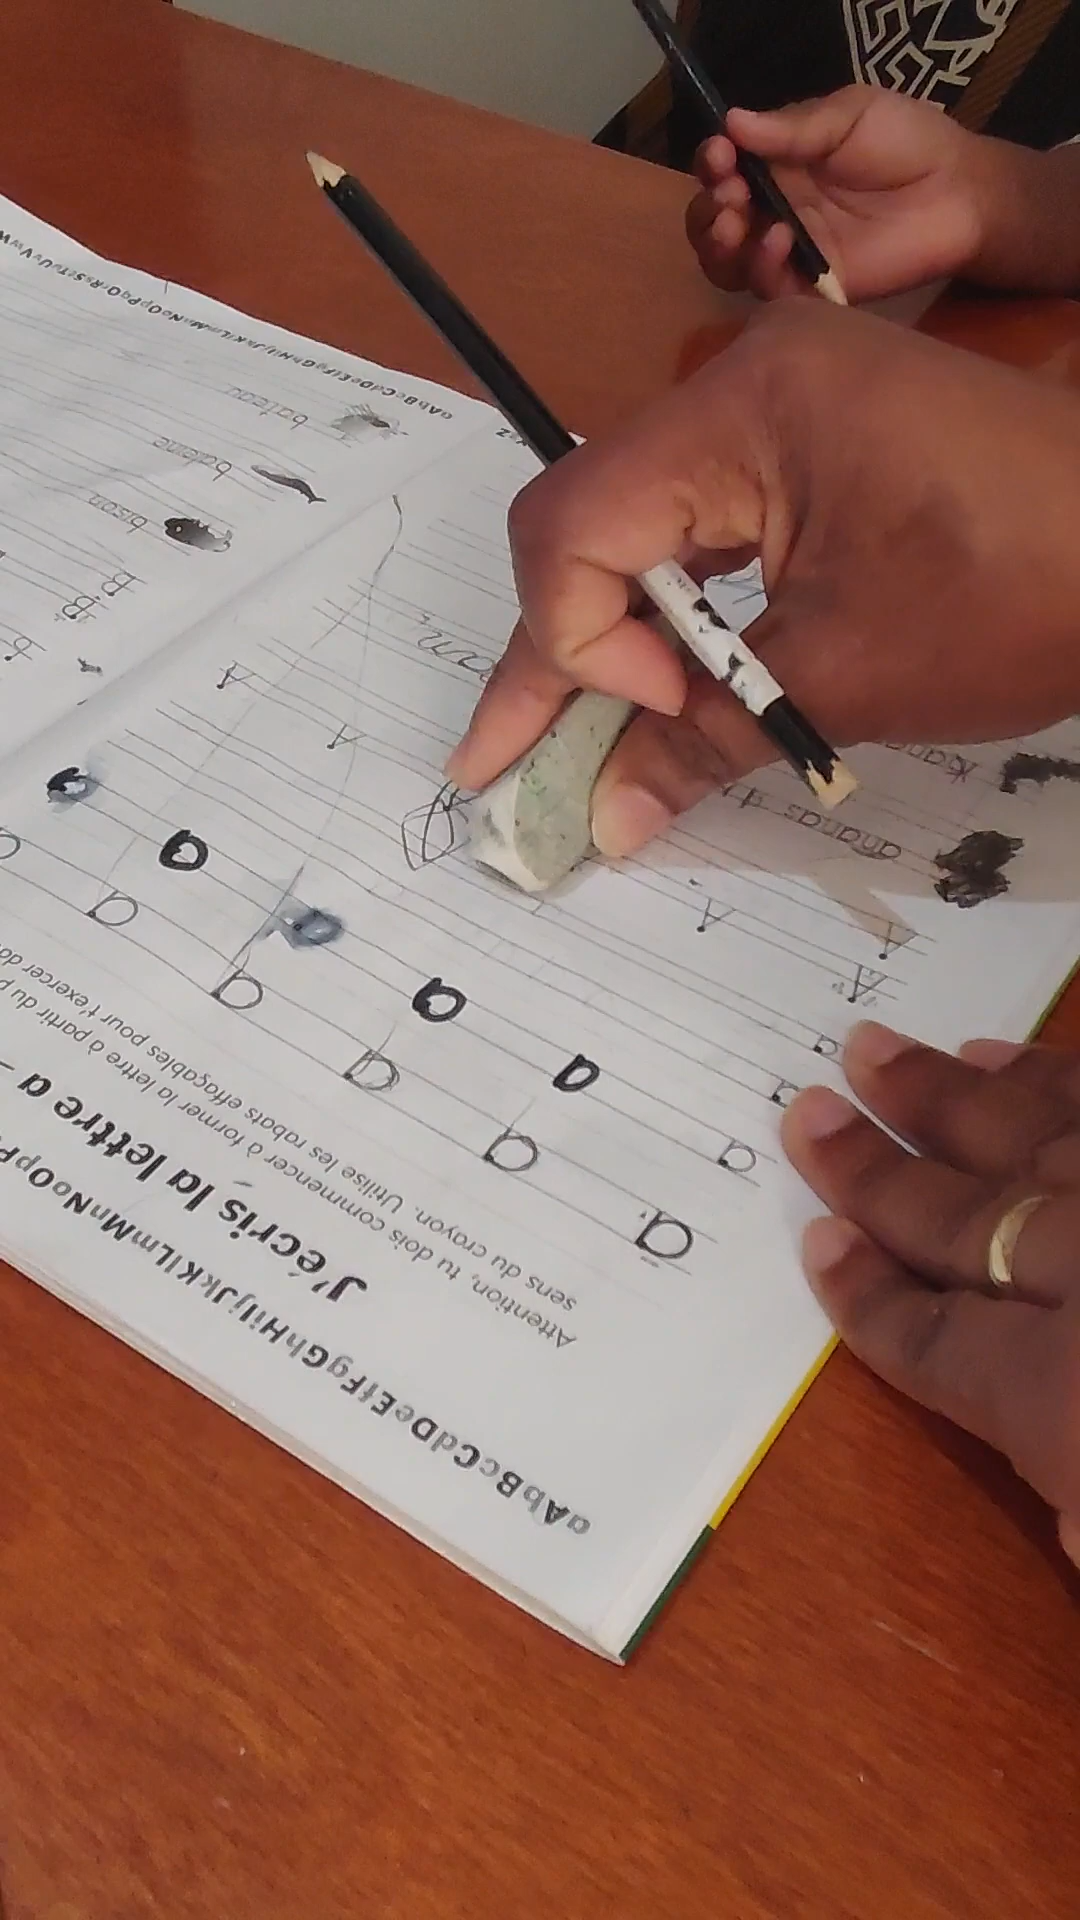 aAbBcCdDeEfFgGhHiIjJkKlLmMnNoOpP
J'écris la lettre a –
Attention, tu dois commencer à former la lettre à partir du
sens du crayon. Utilise les rabats effaçables pour t'exercer
a a a a a
a a a
a a
A A A A A
ananas
aAbBcCdDeEfFgGhHiIjJkKlLmMnNoOpPqQrRsStTuUvVwW
b
B B
bison
baleine
bateau